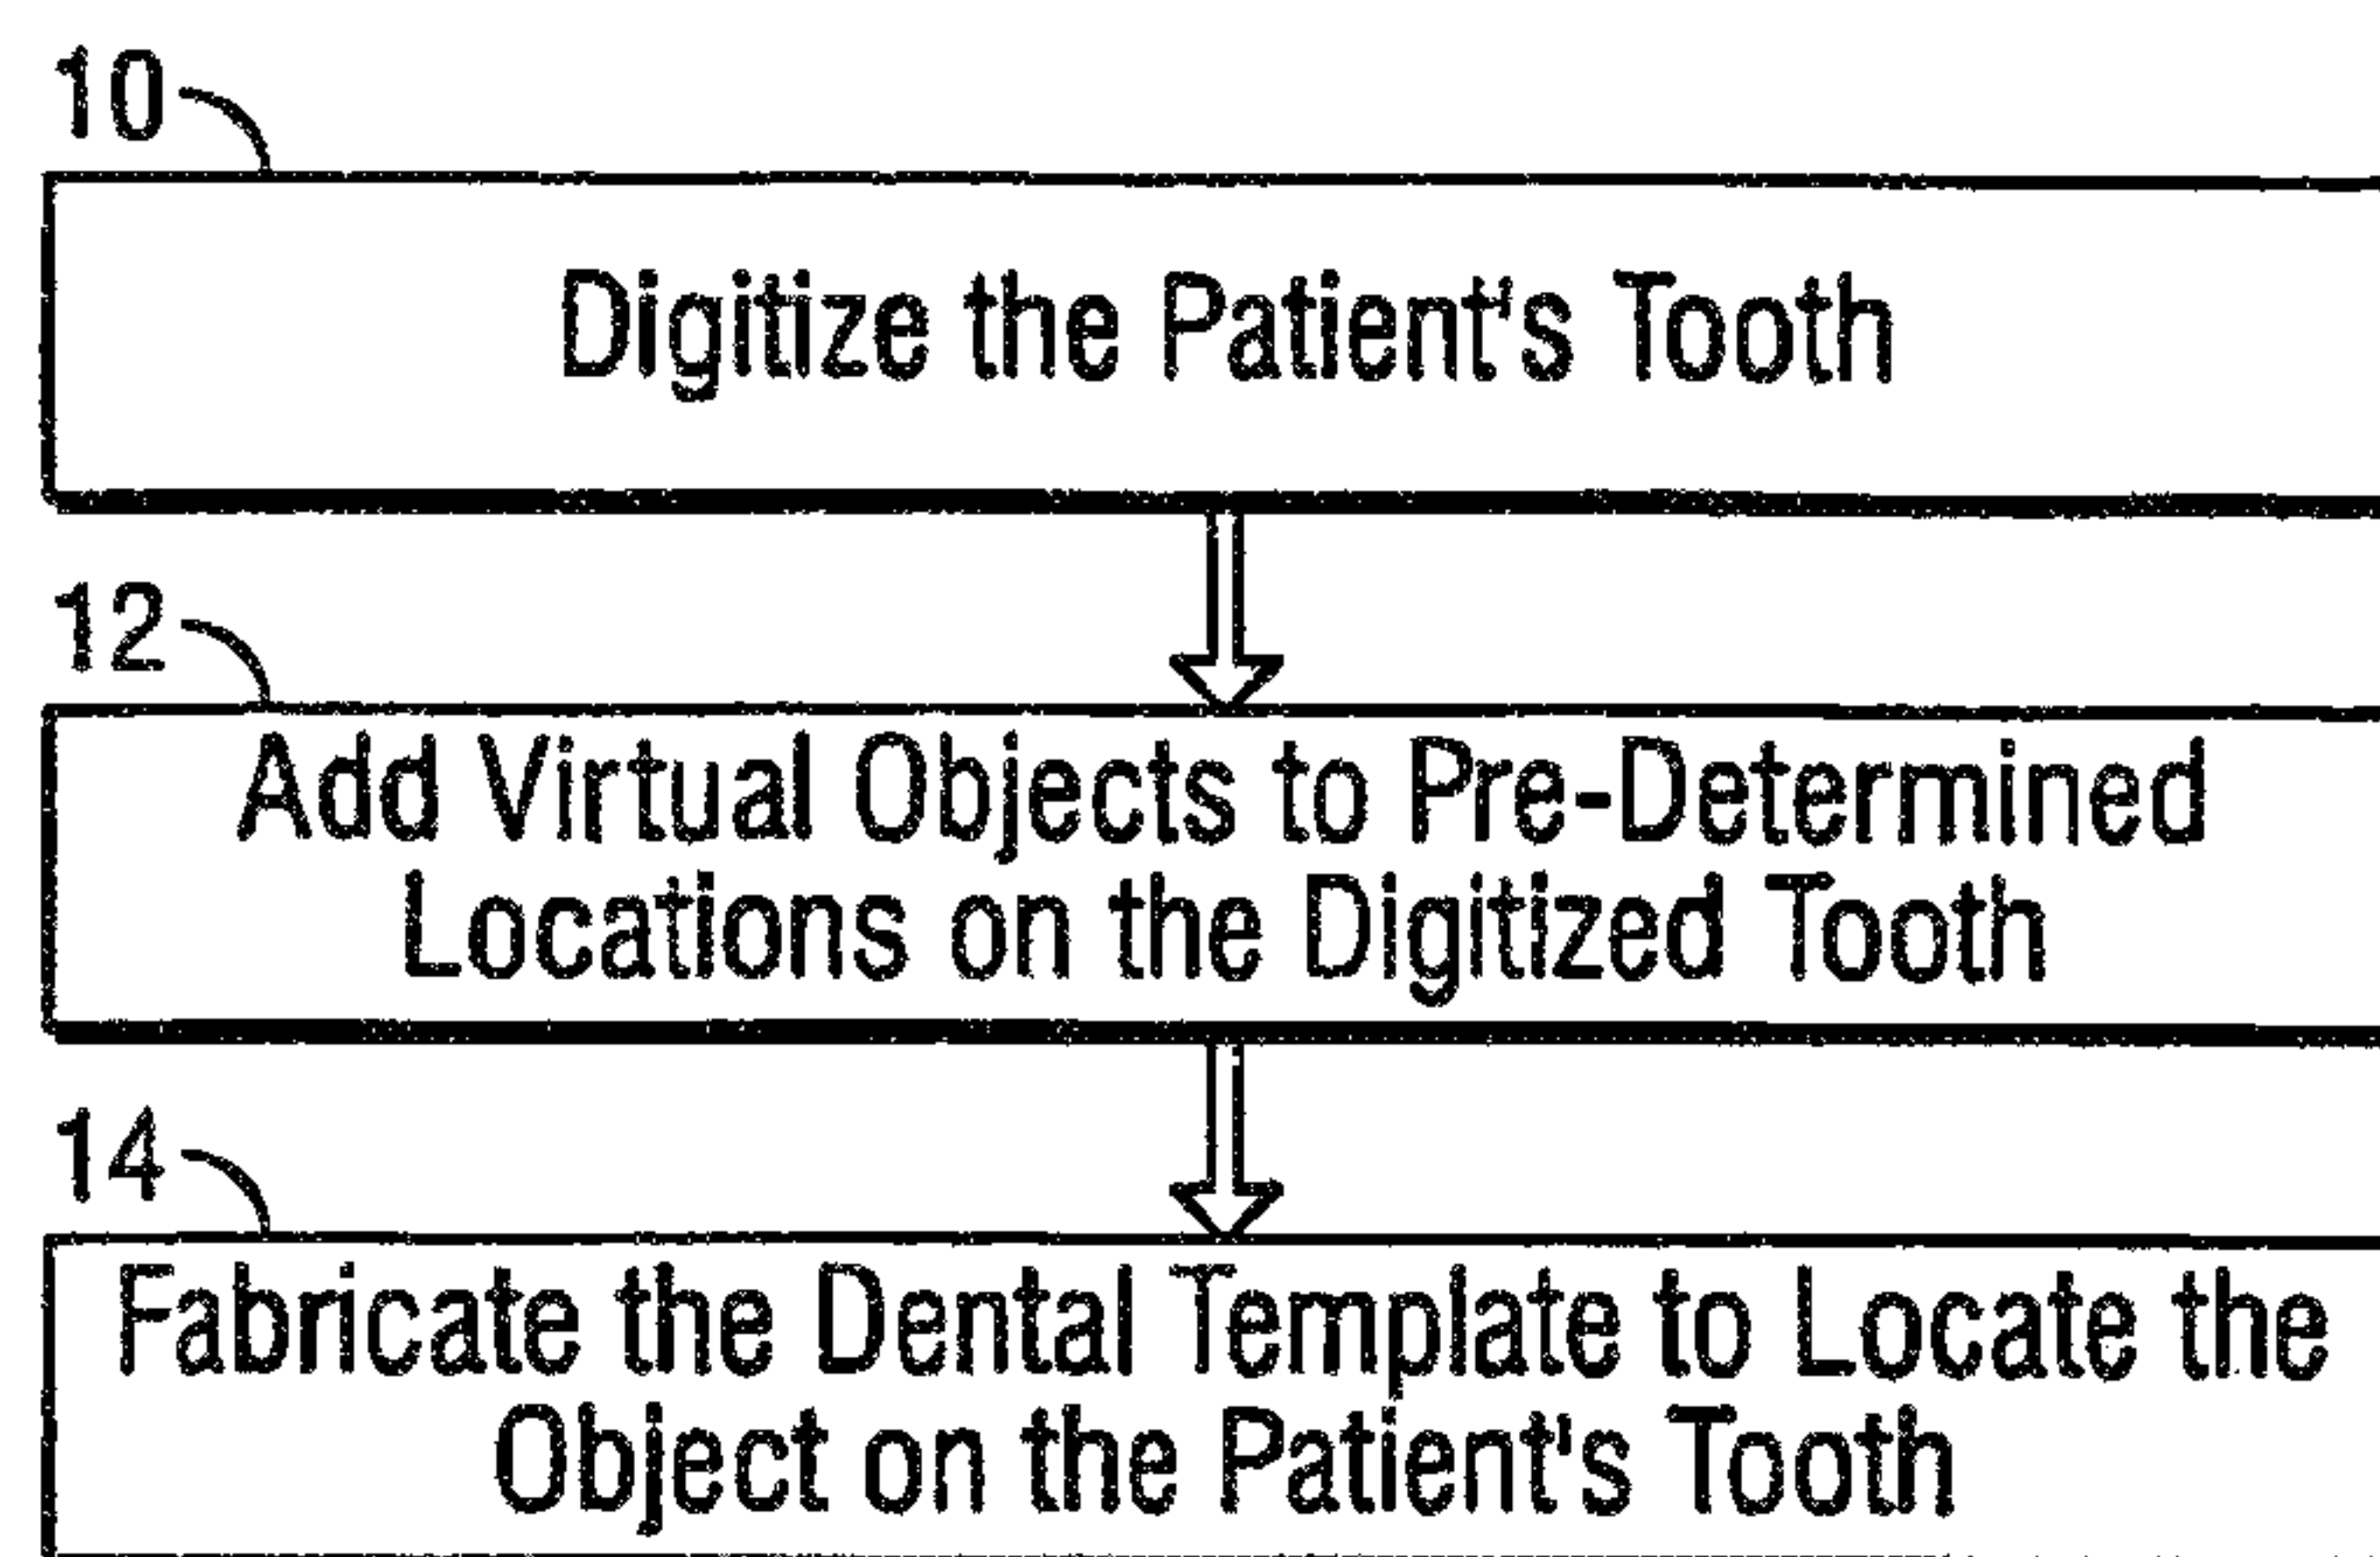 10
Digitize the Patient's Tooth
12
Add Virtual Objects to Pre-Determined
Locations on the Digitized Tooth
14
Fabricate the Dental Template to Locate the
Object on the Patient's Tooth